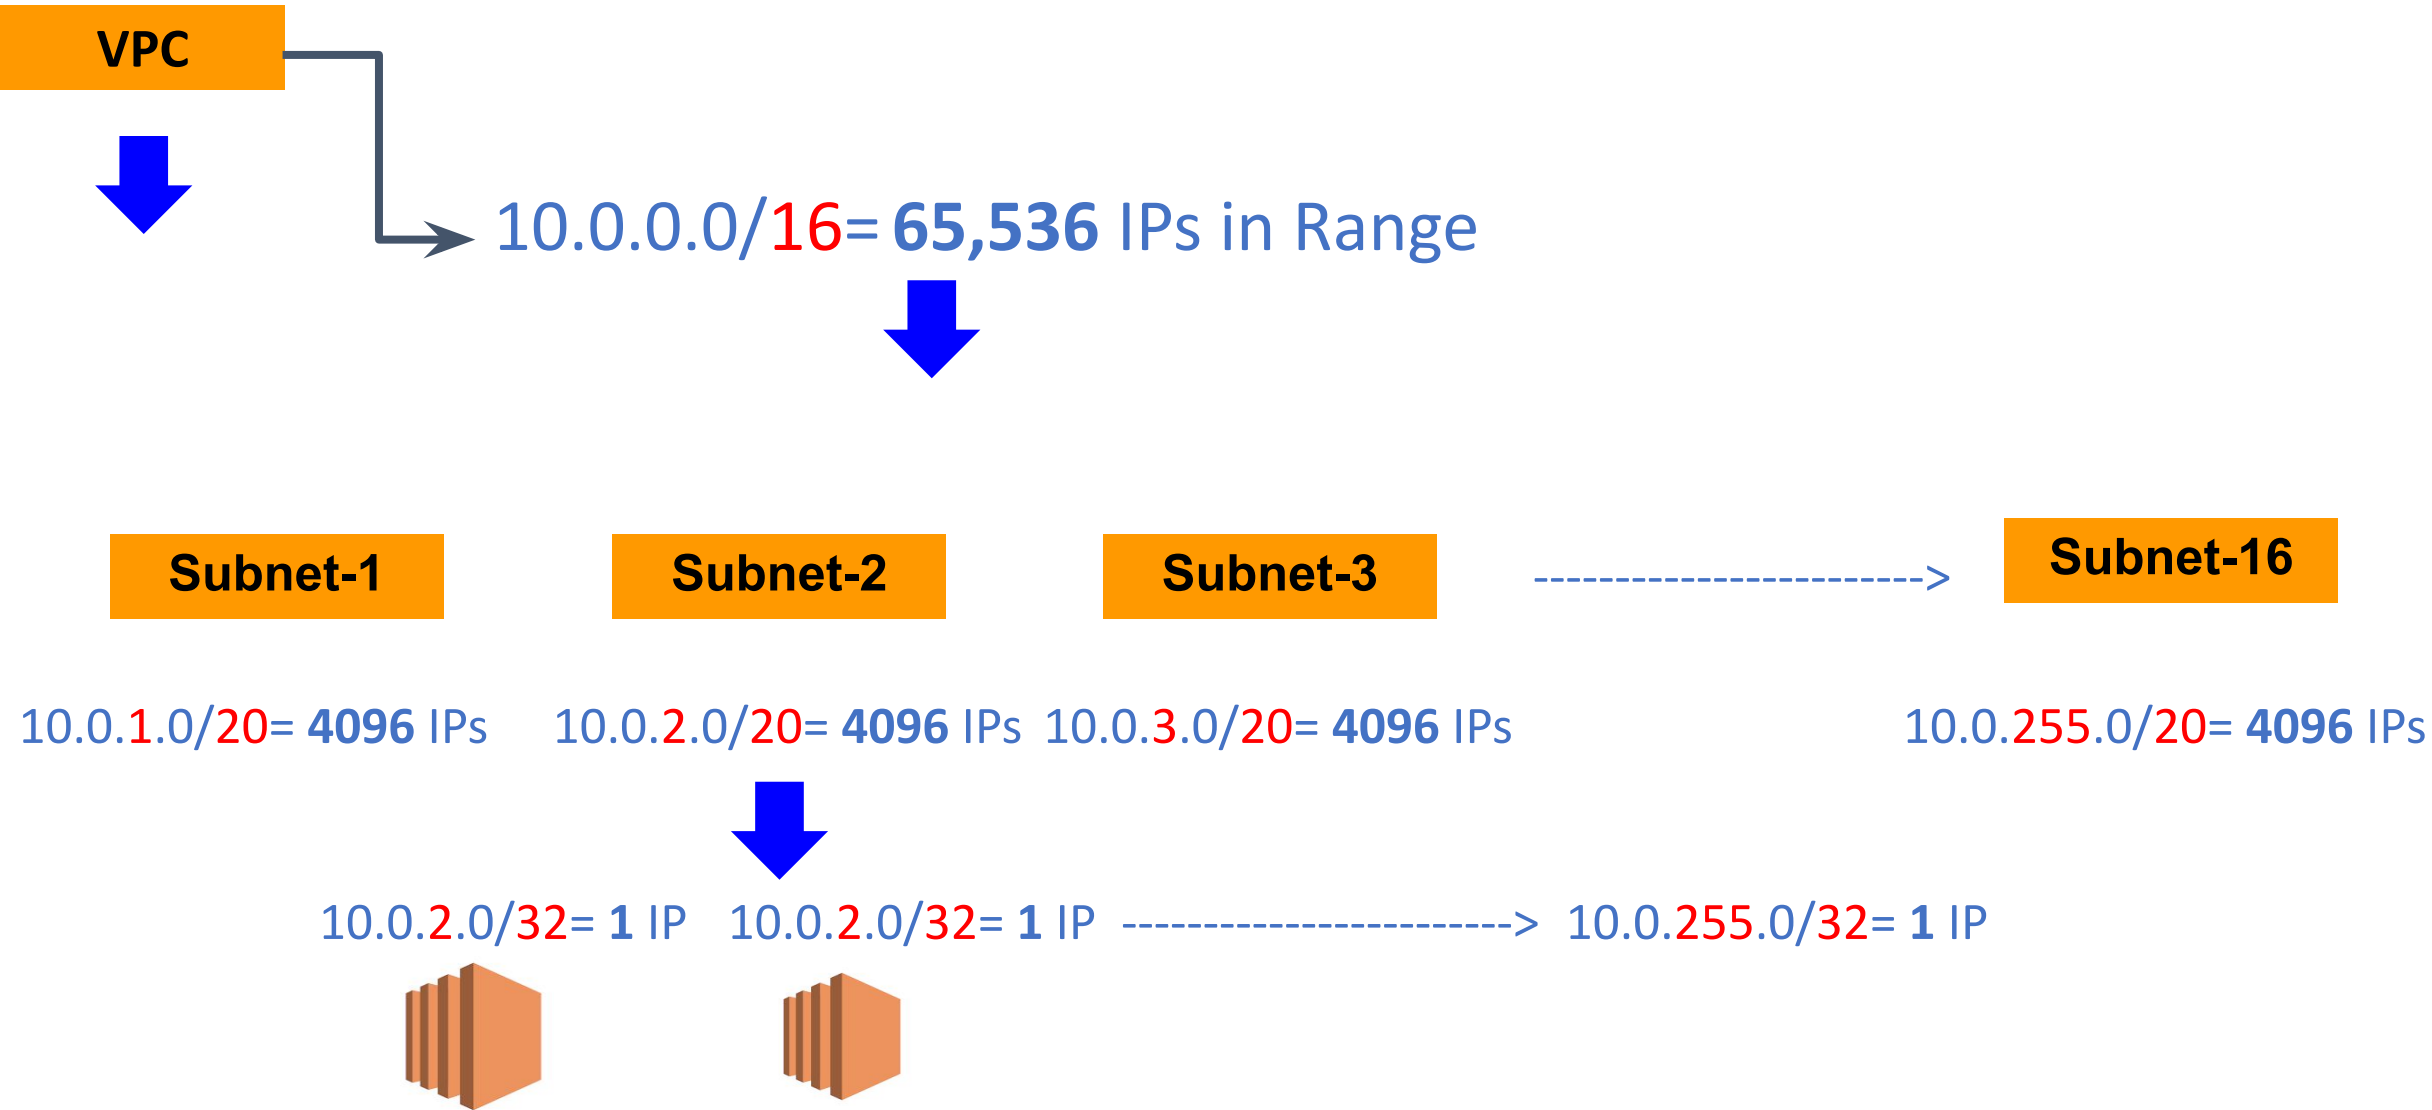 VPC
10.0.0.0/16= 65,536 IPs in Range
Subnet-1 Subnet-2 Subnet-3 ------------------------> Subnet-16
10.0.1.0/20= 4096 IPs 10.0.2.0/20= 4096 IPs 10.0.3.0/20= 4096 IPs 10.0.255.0/20= 4096 IPs
10.0.2.0/32= 1 IP 10.0.2.0/32= 1 IP ------------------------> 10.0.255.0/32= 1 IP